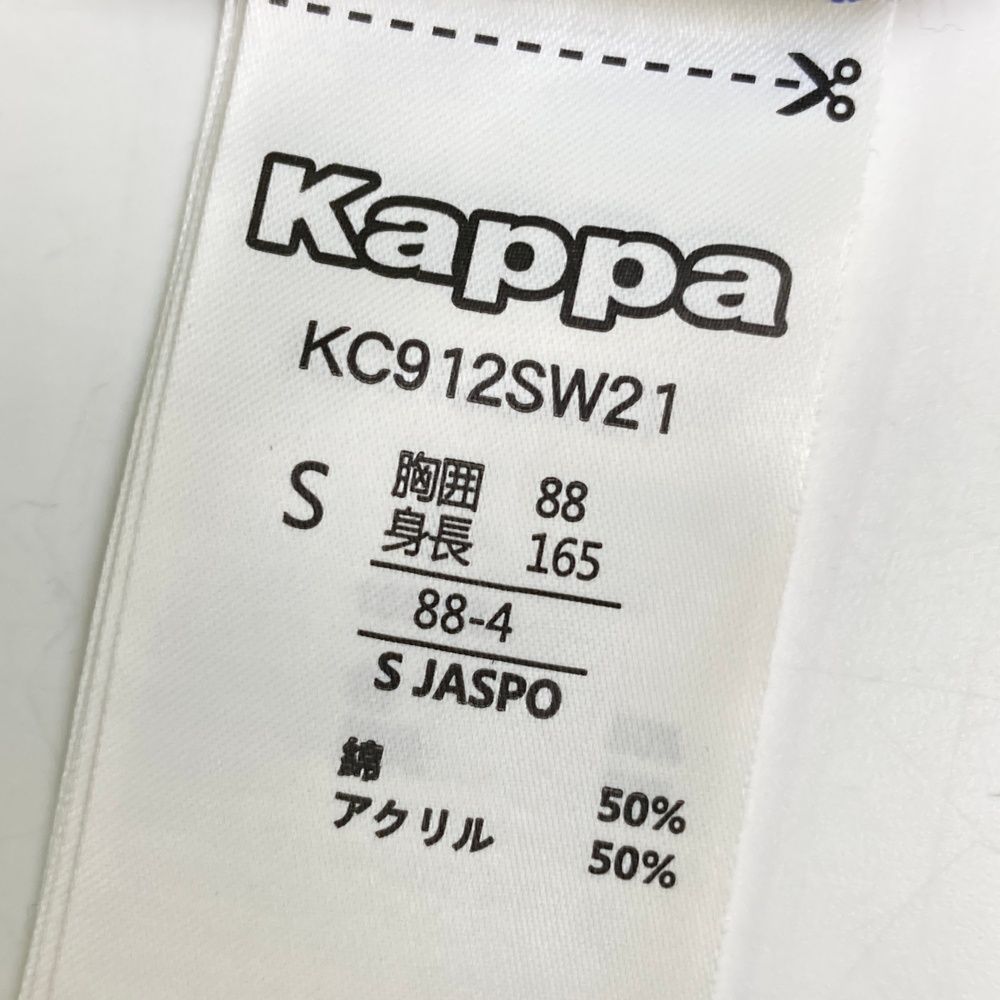 Kappa
KC912SW21
S 胸囲 88
身長 165
88-4
S JASPO
綿 50%
アクリル 50%